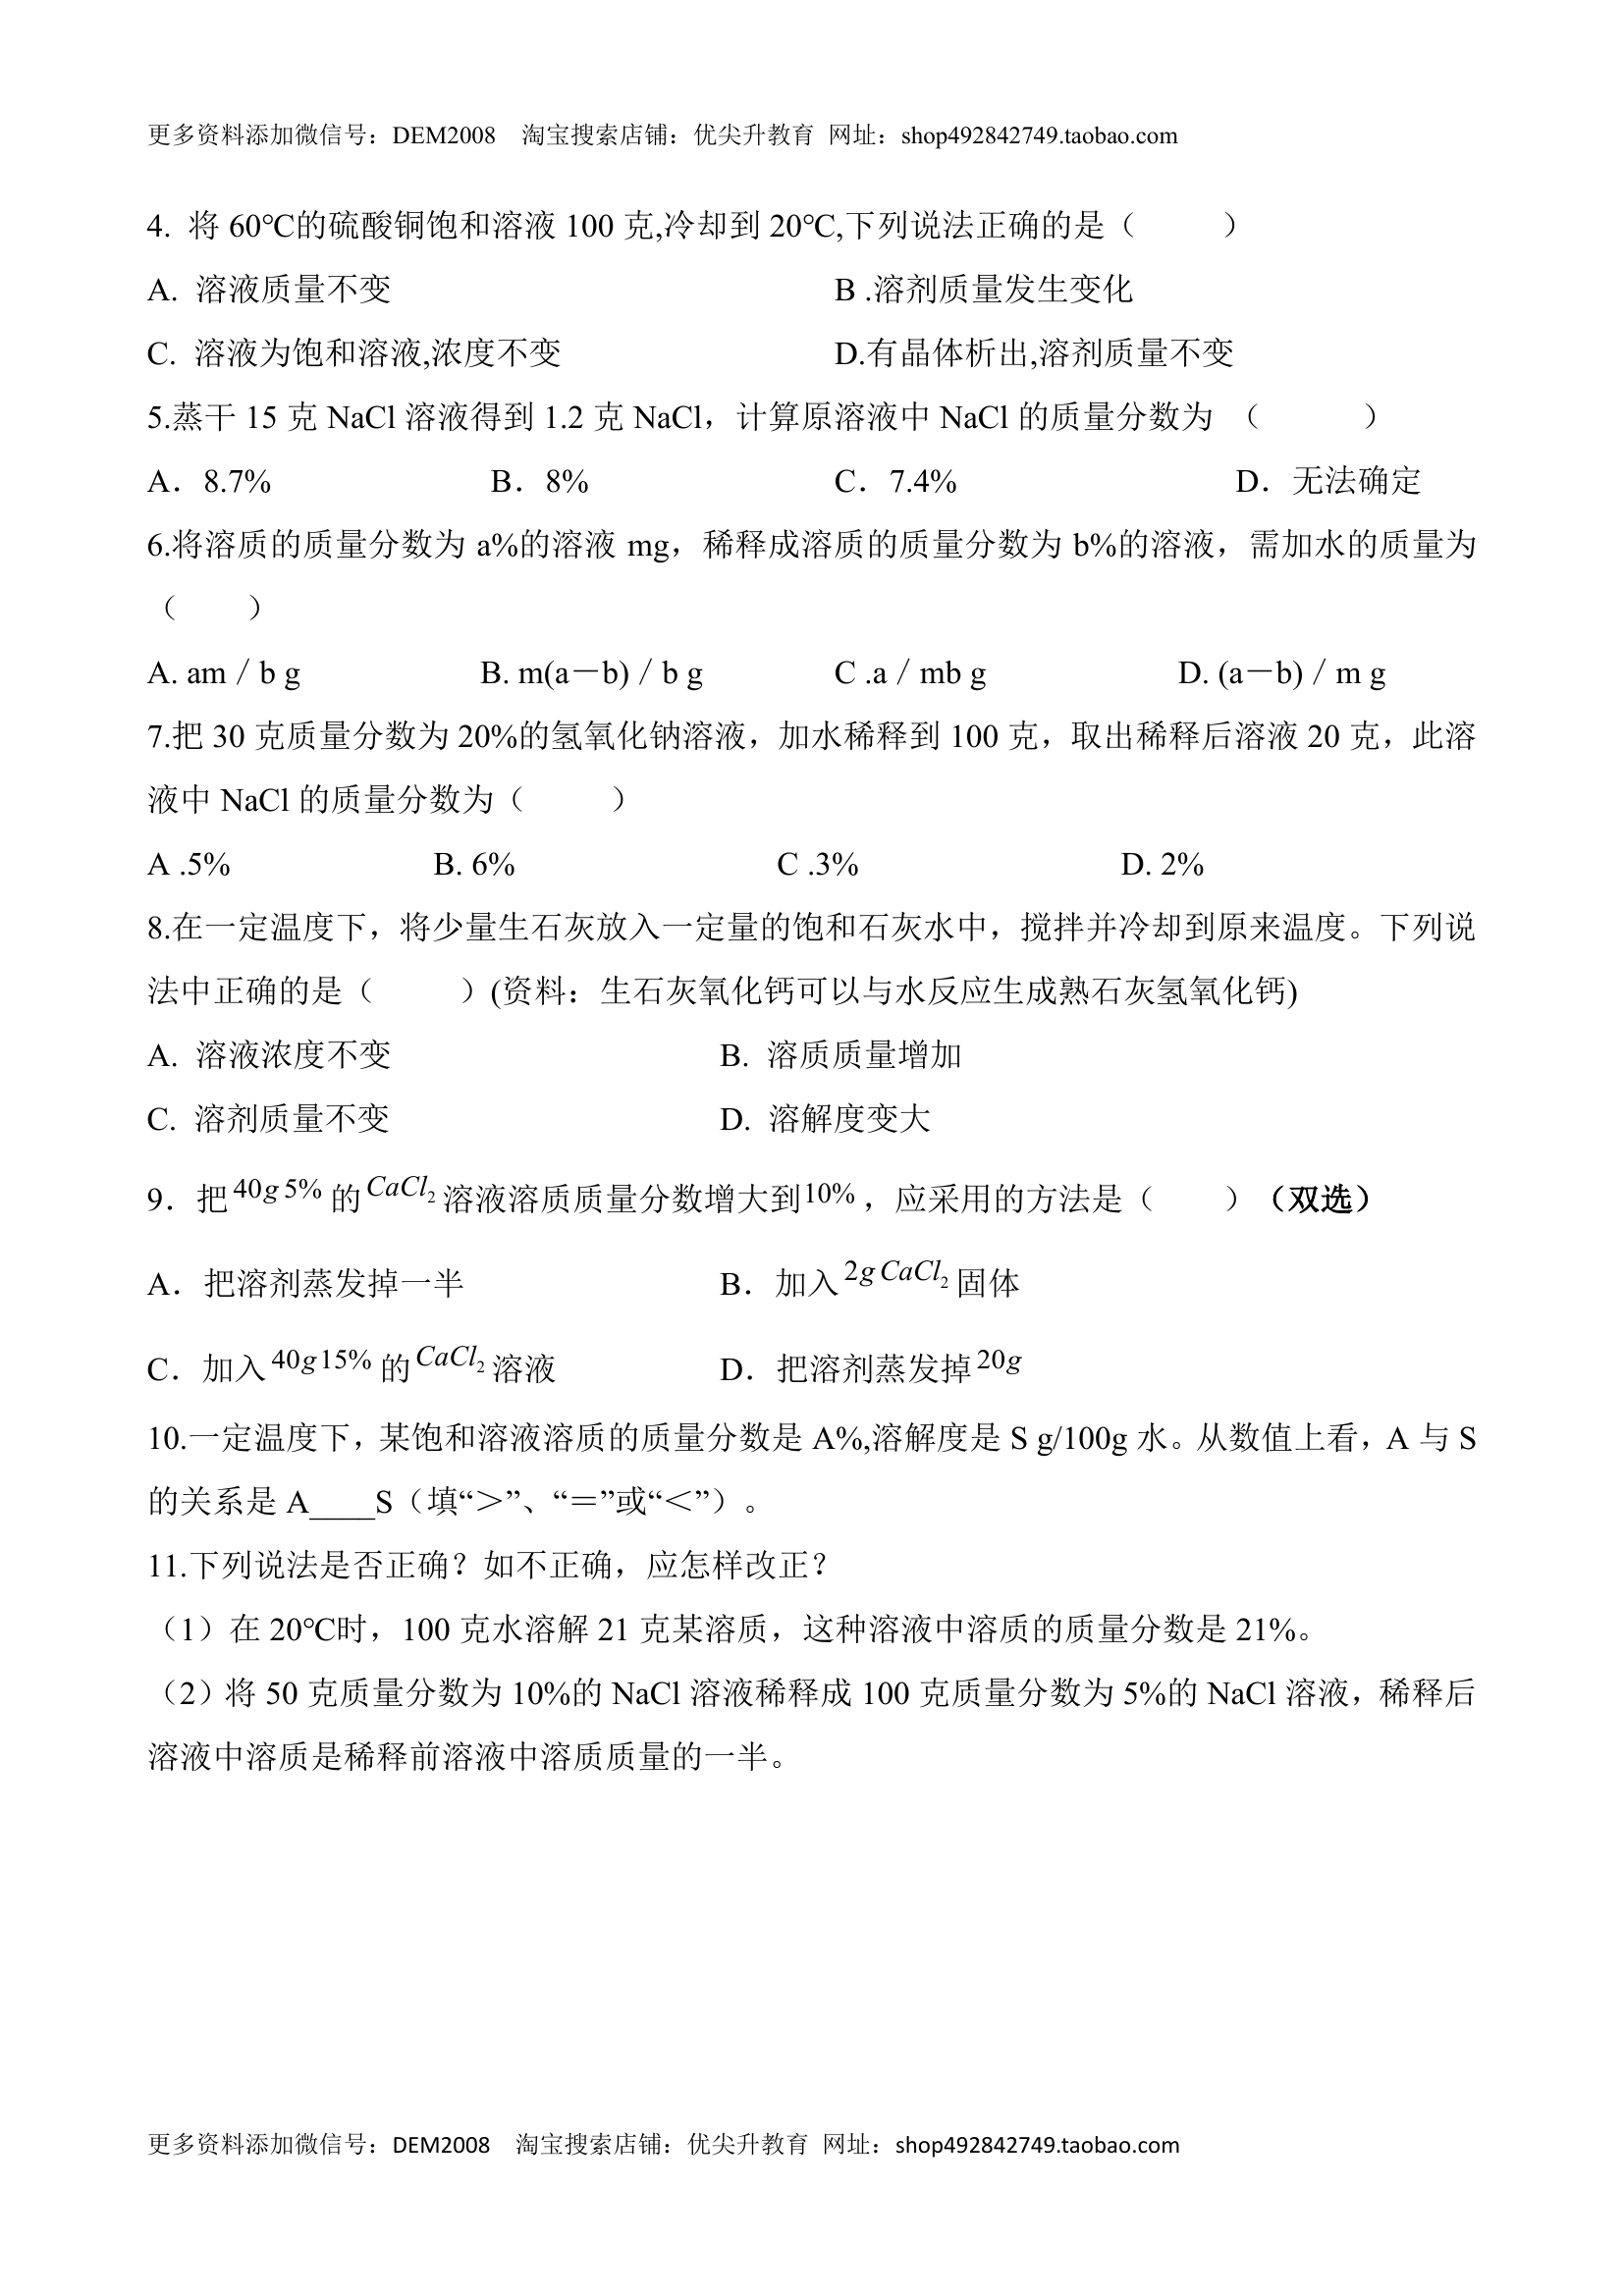 更多资料添加微信号：DEM2008    淘宝搜索店铺：优尖升教育  网址：shop492842749.taobao.com
4.  将 60℃的硫酸铜饱和溶液 100 克,冷却到 20℃,下列说法正确的是（        ）
A.  溶液质量不变    B .溶剂质量发生变化
C.  溶液为饱和溶液,浓度不变    D.有晶体析出,溶剂质量不变
5.蒸干 15 克 NaCl 溶液得到 1.2 克 NaCl，计算原溶液中 NaCl 的质量分数为 （          ）
A．8.7%    B．8%    C．7.4%    D．无法确定
6.将溶质的质量分数为 a%的溶液 mg，稀释成溶质的质量分数为 b%的溶液，需加水的质量为
（      ）
A. am / b g    B. m(a－b) / b g    C .a / mb g    D. (a－b) / m g
7.把 30 克质量分数为 20%的氢氧化钠溶液，加水稀释到 100 克，取出稀释后溶液 20 克，此溶
液中 NaCl 的质量分数为（        ）
A .5%    B. 6%    C .3%    D. 2%
8.在一定温度下，将少量生石灰放入一定量的饱和石灰水中，搅拌并冷却到原来温度。下列说
法中正确的是（        ）(资料：生石灰氧化钙可以与水反应生成熟石灰氢氧化钙)
A.  溶液浓度不变    B.  溶质质量增加
C.  溶剂质量不变    D.  溶解度变大
9．把 40g 5% 的 CaCl₂ 溶液溶质质量分数增大到10% ，应采用的方法是（      ）（双选）
A．把溶剂蒸发掉一半    B．加入 2g CaCl₂ 固体
C．加入 40g15% 的 CaCl₂ 溶液    D．把溶剂蒸发掉 20g
10.一定温度下，某饱和溶液溶质的质量分数是 A%,溶解度是 S g/100g 水。从数值上看，A 与 S
的关系是 A____S（填“＞”、“＝”或“＜”）。
11.下列说法是否正确？如不正确，应怎样改正？
（1）在 20℃时，100 克水溶解 21 克某溶质，这种溶液中溶质的质量分数是 21%。
（2）将 50 克质量分数为 10%的 NaCl 溶液稀释成 100 克质量分数为 5%的 NaCl 溶液，稀释后
溶液中溶质是稀释前溶液中溶质质量的一半。
更多资料添加微信号：DEM2008    淘宝搜索店铺：优尖升教育  网址：shop492842749.taobao.com